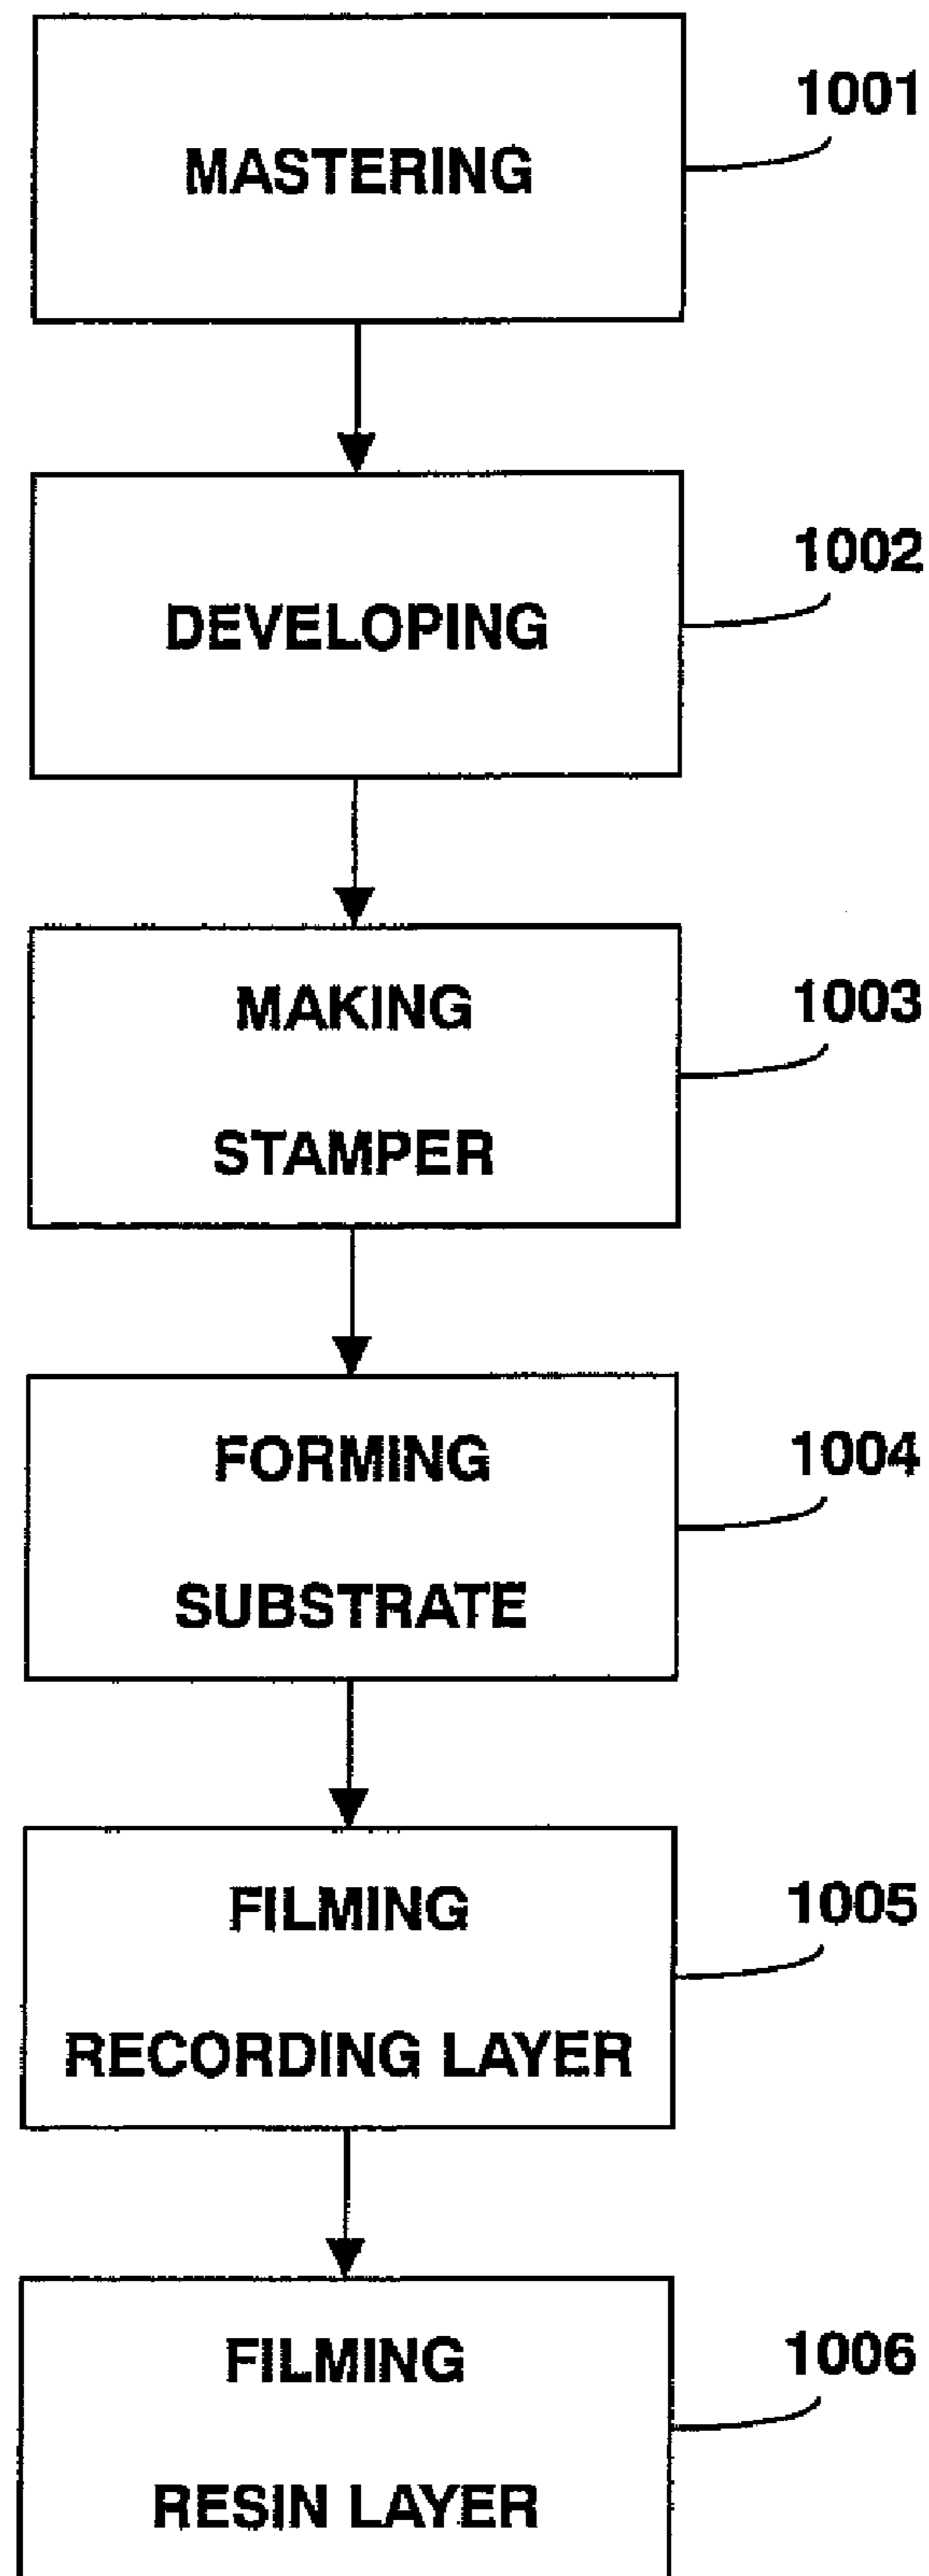 MASTERING
1001
DEVELOPING
1002
MAKING
STAMPER
1003
FORMING
SUBSTRATE
1004
FILMING
RECORDING LAYER
1005
FILMING
RESIN LAYER
1006